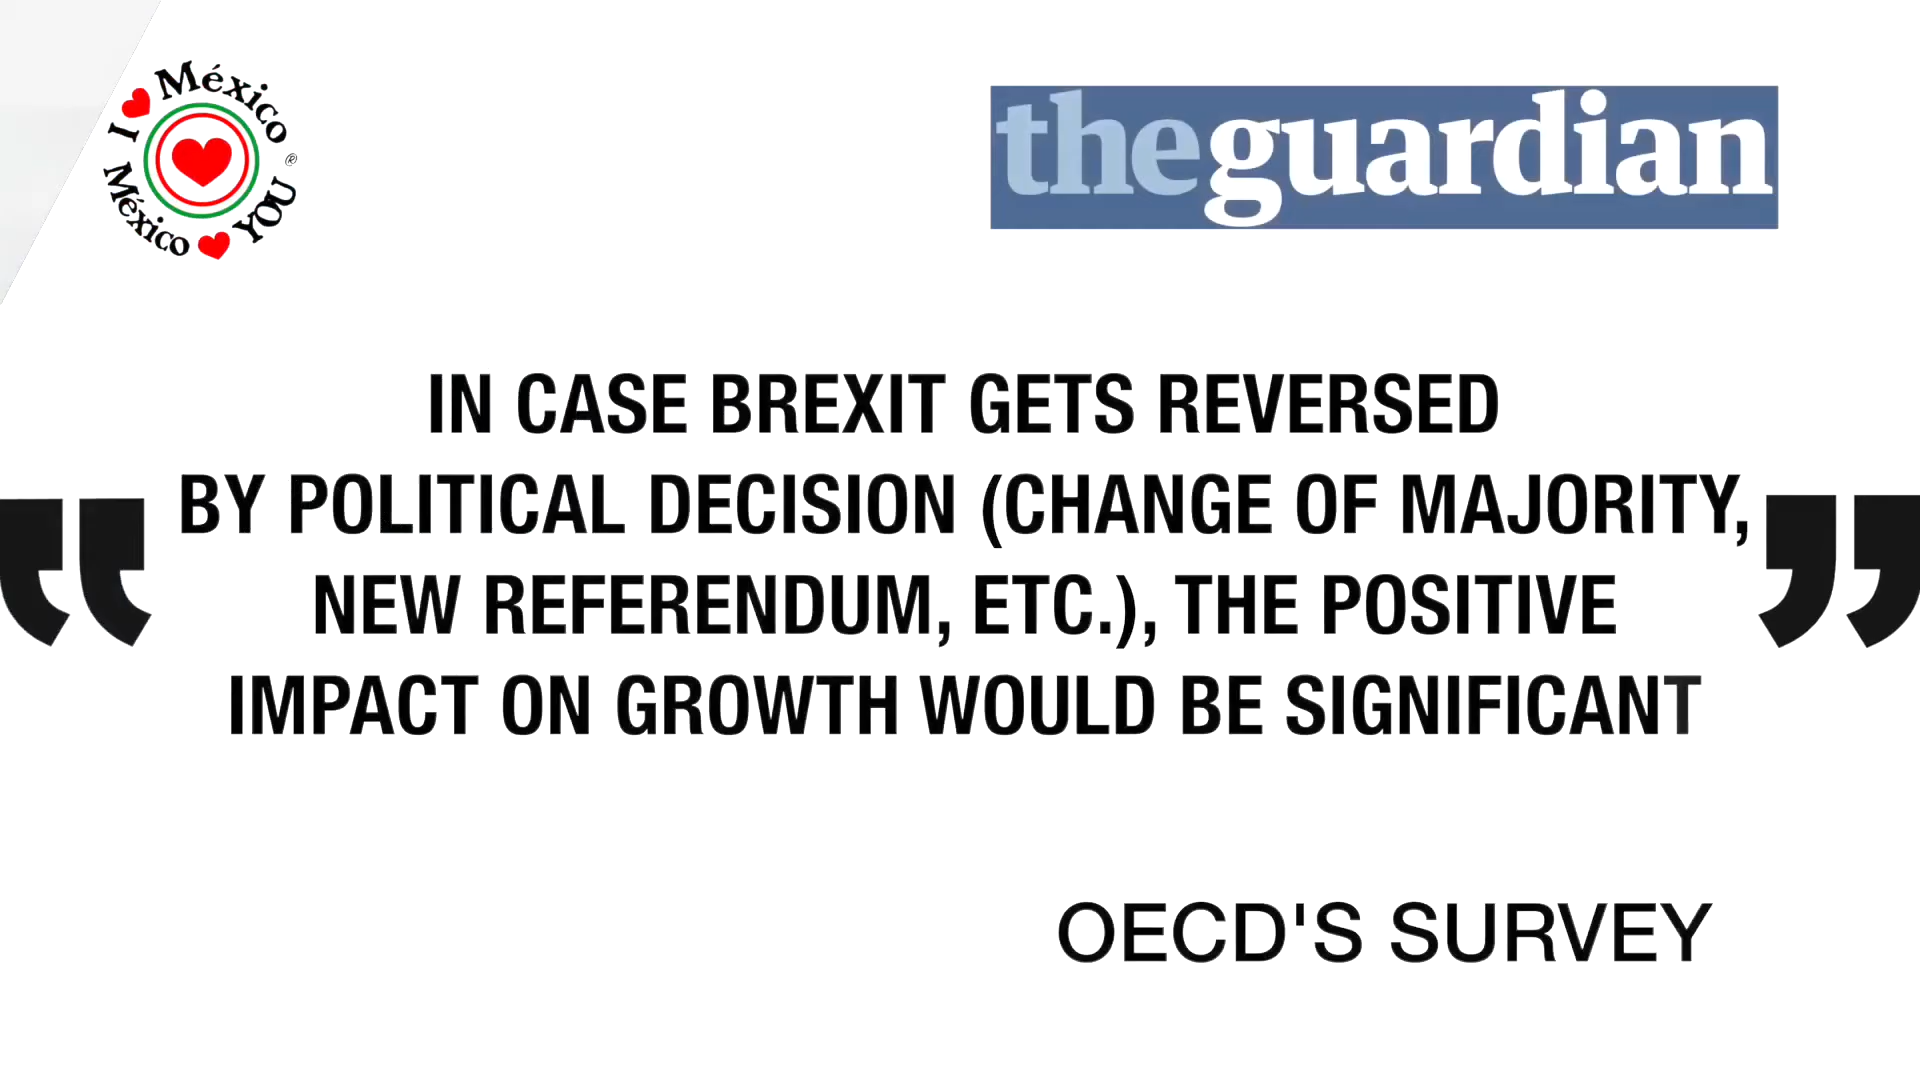 I ❤ México
México ❤ YOU ®
theguardian
IN CASE BREXIT GETS REVERSED
BY POLITICAL DECISION (CHANGE OF MAJORITY,
NEW REFERENDUM, ETC.), THE POSITIVE
IMPACT ON GROWTH WOULD BE SIGNIFICANT
OECD'S SURVEY